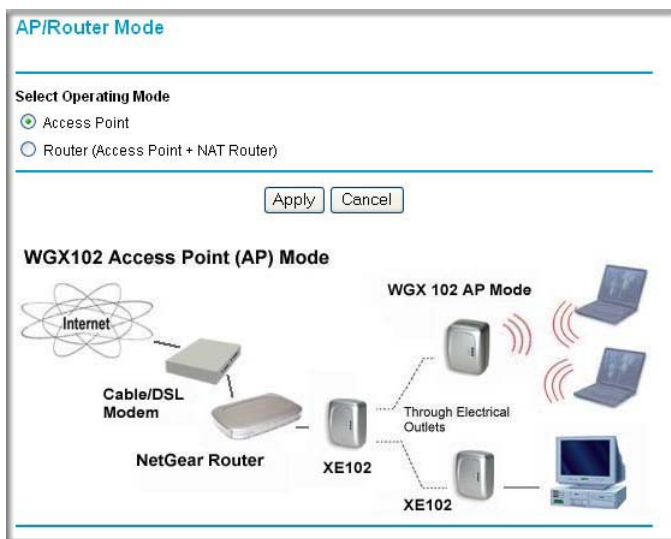 AP/Router Mode
Select Operating Mode
Access Point
Router (Access Point + NAT Router)
Apply
Cancel
WGX102 Access Point (AP) Mode
WGX 102 AP Mode
Internet
Cable/DSL
Modem
Through Electrical
Outlets
NetGear Router
XE102
XE102